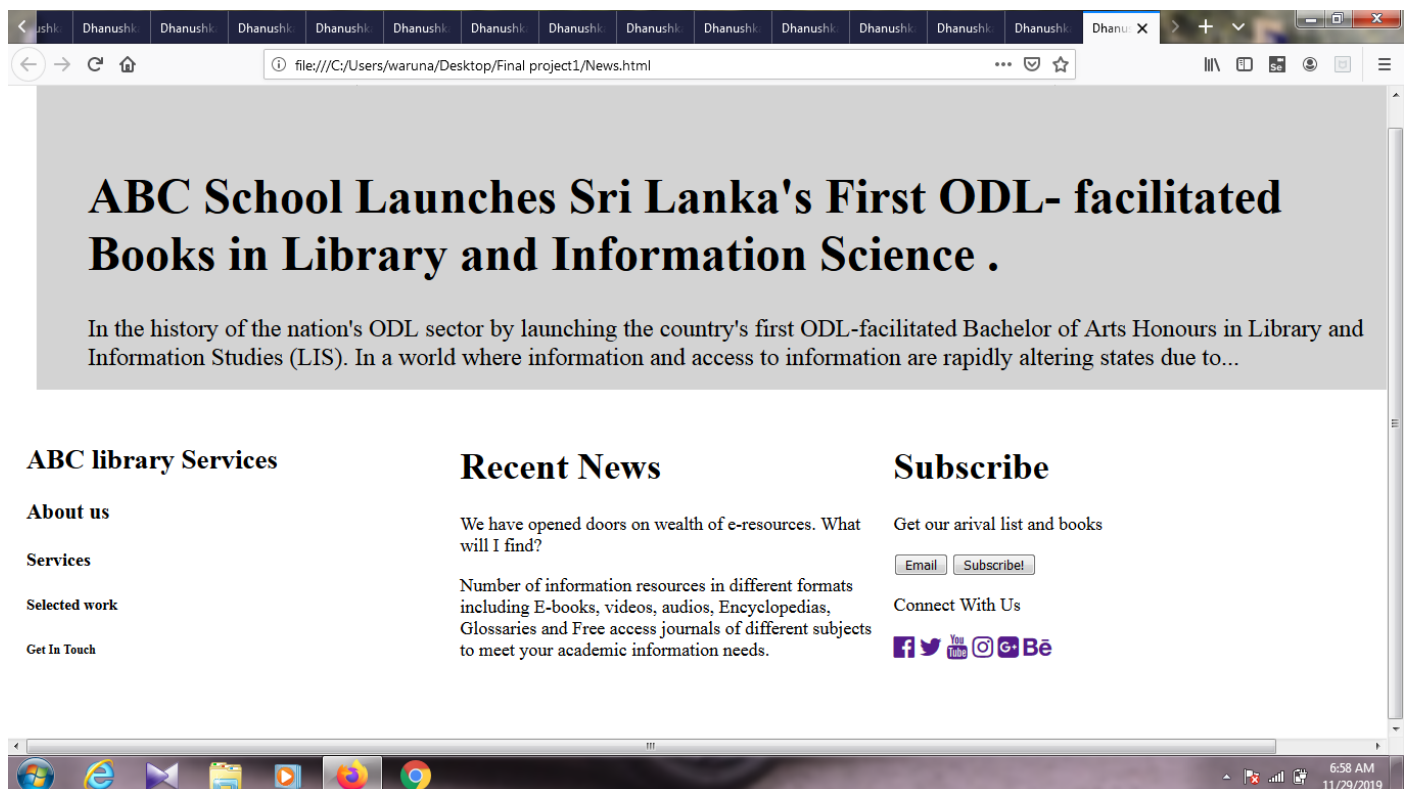 Dhanushk Dhanushk Dhanushk Dhanushk Dhanushk Dhanushk Dhanushk Dhanushk Dhanushk Dhanushk Dhanushk Dhanushk Dhanushk
file:///C:/Users/waruna/Desktop/Final project1/News.html
Se
ABC School Launches Sri Lanka's First ODL- facilitated
Books in Library and Information Science .
In the history of the nation's ODL sector by launching the country's first ODL-facilitated Bachelor of Arts Honours in Library and
Information Studies (LIS). In a world where information and access to information are rapidly altering states due to...
ABC library Services
About us
Services
Selected work
Get In Touch
Recent News
We have opened doors on wealth of e-resources. What
will I find?
Number of information resources in different formats
including E-books, videos, audios, Encyclopedias,
Glossaries and Free access journals of different subjects
to meet your academic information needs.
Subscribe
Get our arival list and books
Email Subscribe!
Connect With Us
You Tube G+ Bē
6:58 AM
11/29/2019